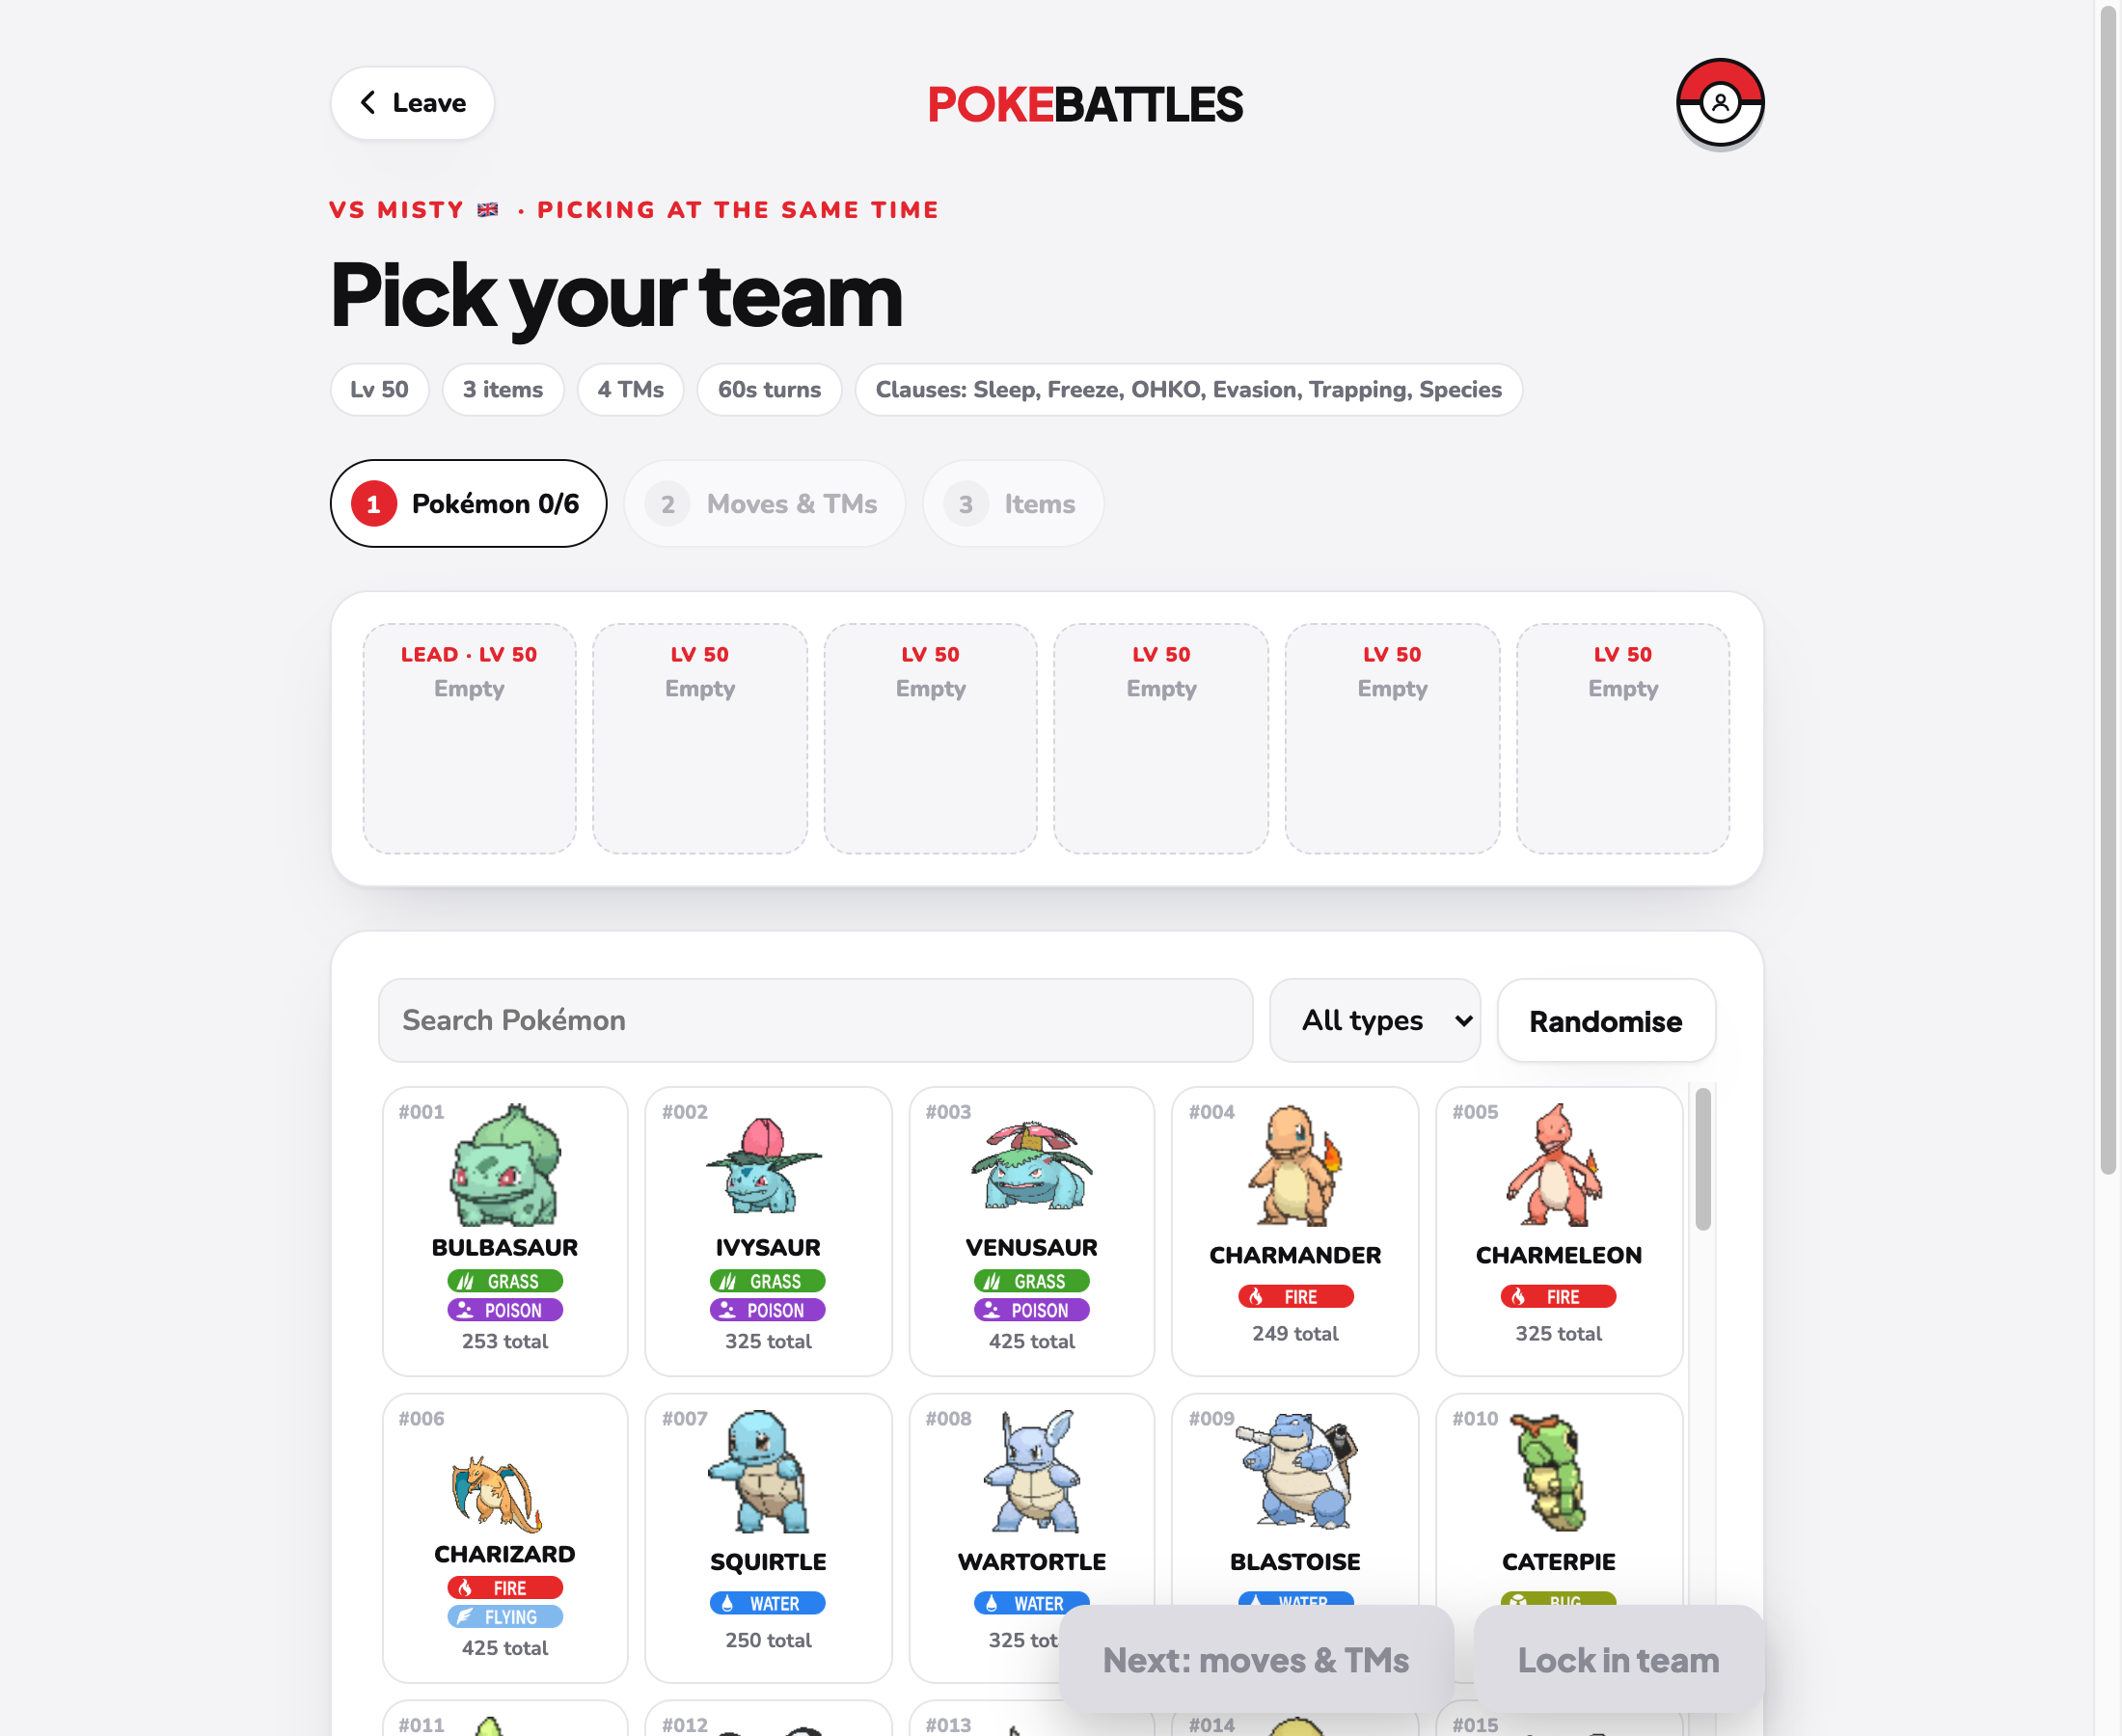 Leave
POKEBATTLES
VS MISTY 🇬🇧 · PICKING AT THE SAME TIME
Pick your team
Lv 50
3 items
4 TMs
60s turns
Clauses: Sleep, Freeze, OHKO, Evasion, Trapping, Species
1 Pokémon 0/6
2 Moves & TMs
3 Items
LEAD · LV 50
Empty
LV 50
Empty
LV 50
Empty
LV 50
Empty
LV 50
Empty
LV 50
Empty
Search Pokémon
All types
Randomise
#001
BULBASAUR
GRASS
POISON
253 total
#002
IVYSAUR
GRASS
POISON
325 total
#003
VENUSAUR
GRASS
POISON
425 total
#004
CHARMANDER
FIRE
249 total
#005
CHARMELEON
FIRE
325 total
#006
CHARIZARD
FIRE
FLYING
425 total
#007
SQUIRTLE
WATER
250 total
#008
WARTORTLE
WATER
325
#009
BLASTOISE
WATER
#010
CATERPIE
BUG
Next: moves & TMs
Lock in team
#011
#012
#013
#014
#015